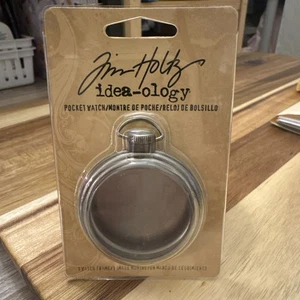 Tim Holtz
idea-ology
POCKET WATCH/MONTRE DE POCHE/RELOJ DE BOLSILLO